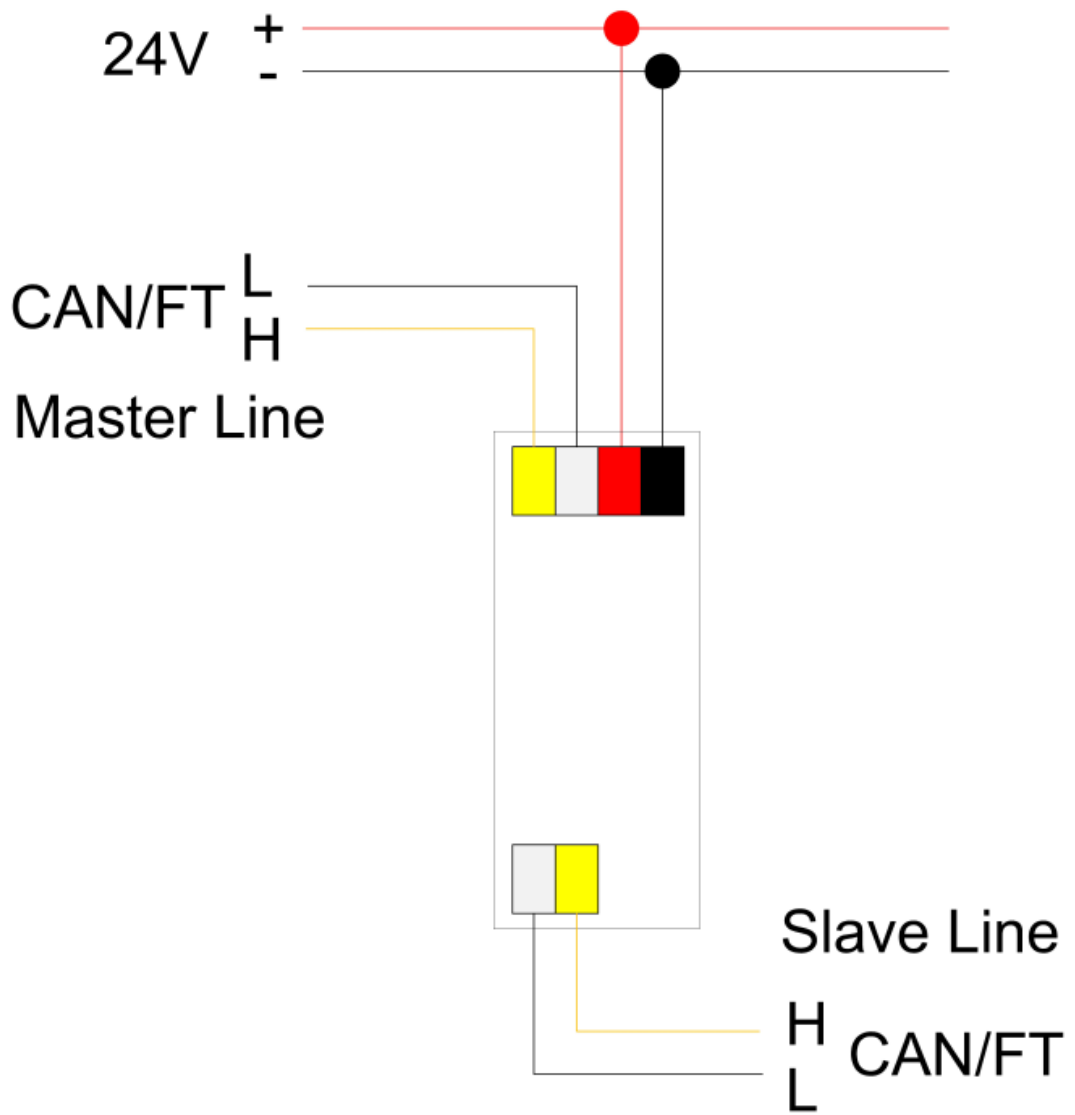 24V +
-
CAN/FT L
H
Master Line
Slave Line
H
CAN/FT
L